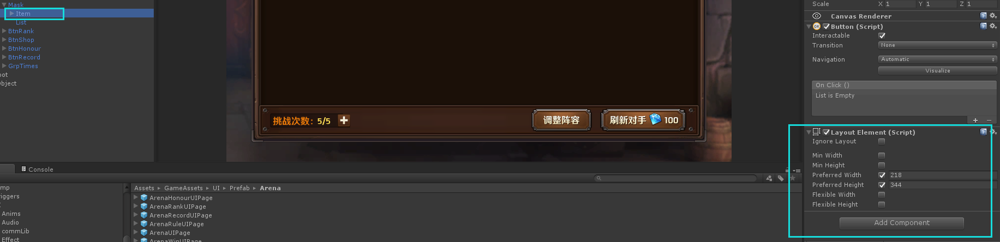 Mask
Item
List
BtnRank
BtnShop
BtnHonour
BtnRecord
GrpTimes
oot
Object
挑战次数: 5/5
调整阵容
刷新对手 100
Console
mp
riggers
Anims
Audio
commLib
Effect
Assets GameAssets UI Prefab Arena
ArenaHonourUIPage
ArenaRankUIPage
ArenaRecordUIPage
ArenaRuleUIPage
ArenaUIPage
ArenaWinUIPage
Scale X 1 Y 1 Z 1
Canvas Renderer
OK Button (Script)
Interactable
Transition None
Navigation Automatic
Visualize
On Click ()
List is Empty
Layout Element (Script)
Ignore Layout
Min Width
Min Height
Preferred Width 218
Preferred Height 344
Flexible Width
Flexible Height
Add Component